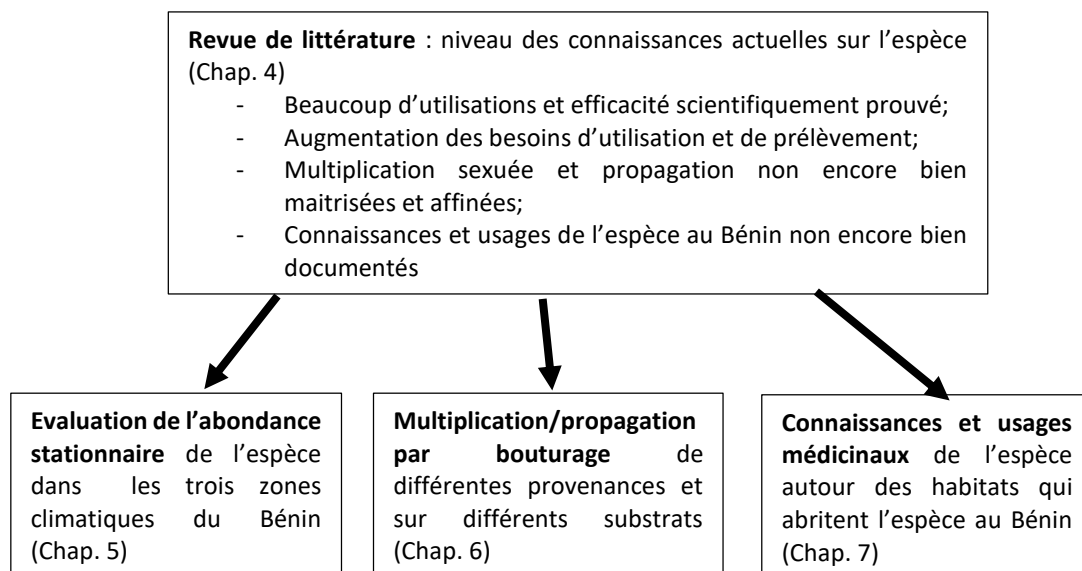 Revue de littérature : niveau des connaissances actuelles sur l’espèce
(Chap. 4)
- Beaucoup d’utilisations et efficacité scientifiquement prouvé;
- Augmentation des besoins d’utilisation et de prélèvement;
- Multiplication sexuée et propagation non encore bien
maitrisées et affinées;
- Connaissances et usages de l’espèce au Bénin non encore bien
documentés
Evaluation de l’abondance
stationnaire de l’espèce
dans les trois zones
climatiques du Bénin
(Chap. 5)
Multiplication/propagation
par bouturage de
différentes provenances et
sur différents substrats
(Chap. 6)
Connaissances et usages
médicinaux de l’espèce
autour des habitats qui
abritent l’espèce au Bénin
(Chap. 7)